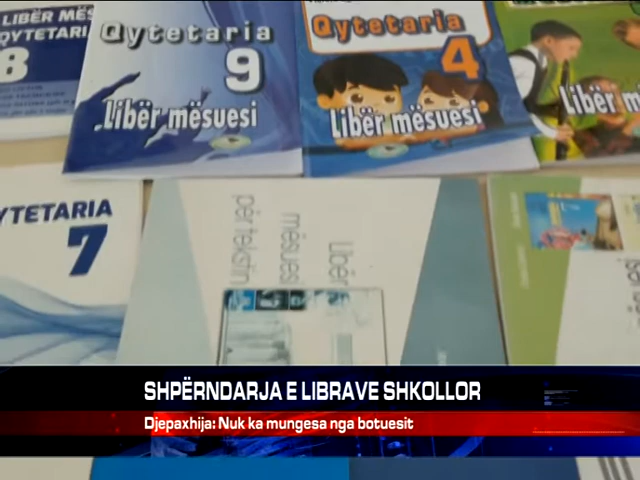 LIBËR
QYTETARI
8
Qytetaria
9
Libër mësuesi
Qytetaria
4
Libër mësuesi
Libër
YTETARIA
7
Libër
mësuesi
për tekstin
SHPËRNDARJA E LIBRAVE SHKOLLOR
Djepaxhija: Nuk ka mungesa nga botuesit